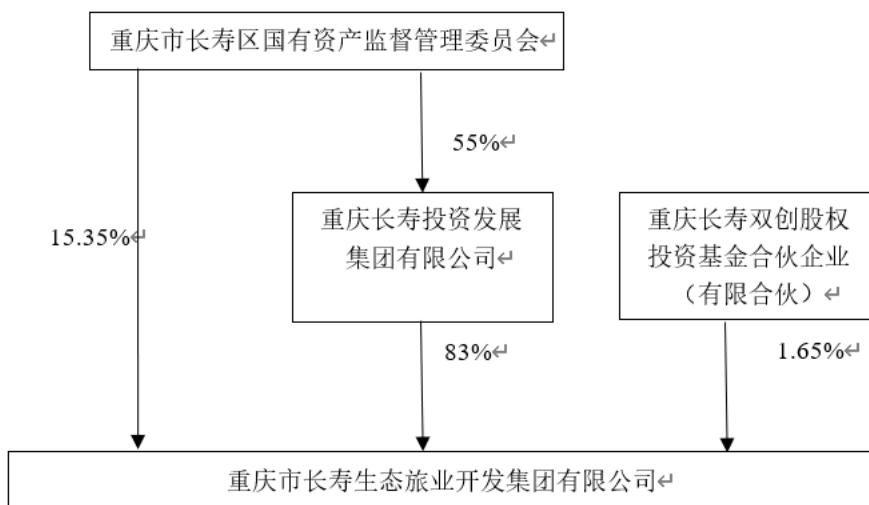 重庆市长寿区国有资产监督管理委员会↵
55%↵
15.35%↵
重庆长寿投资发展
集团有限公司↵
重庆长寿双创股权
投资基金合伙企业
（有限合伙）↵
83%↵
1.65%↵
重庆市长寿生态旅业开发集团有限公司↵